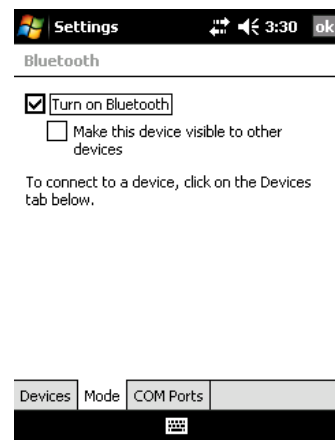 Settings 3:30 ok
Bluetooth
Turn on Bluetooth
Make this device visible to other
devices
To connect to a device, click on the Devices
tab below.
Devices Mode COM Ports